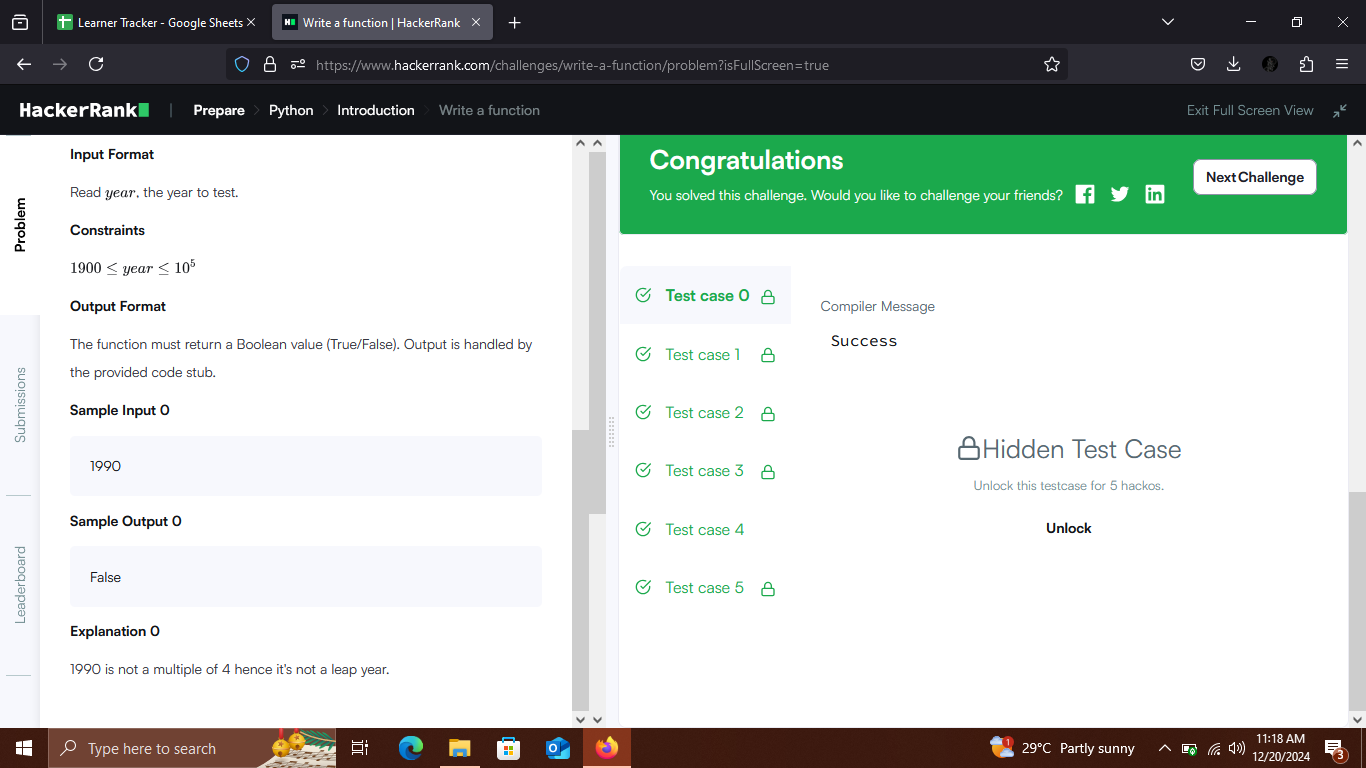 Learner Tracker - Google Sheets
Write a function | HackerRank
https://www.hackerrank.com/challenges/write-a-function/problem?isFullScreen=true
HackerRank
Prepare
Python
Introduction
Write a function
Exit Full Screen View
Problem
Submissions
Leaderboard
Input Format
Read year, the year to test.
Constraints
1900 ≤ year ≤ 10⁵
Output Format
The function must return a Boolean value (True/False). Output is handled by
the provided code stub.
Sample Input 0
1990
Sample Output 0
False
Explanation 0
1990 is not a multiple of 4 hence it's not a leap year.
Congratulations
You solved this challenge. Would you like to challenge your friends?
Next Challenge
Test case 0
Test case 1
Test case 2
Test case 3
Test case 4
Test case 5
Compiler Message
Success
Hidden Test Case
Unlock this testcase for 5 hackos.
Unlock
Type here to search
29°C Partly sunny
11:18 AM
12/20/2024
3